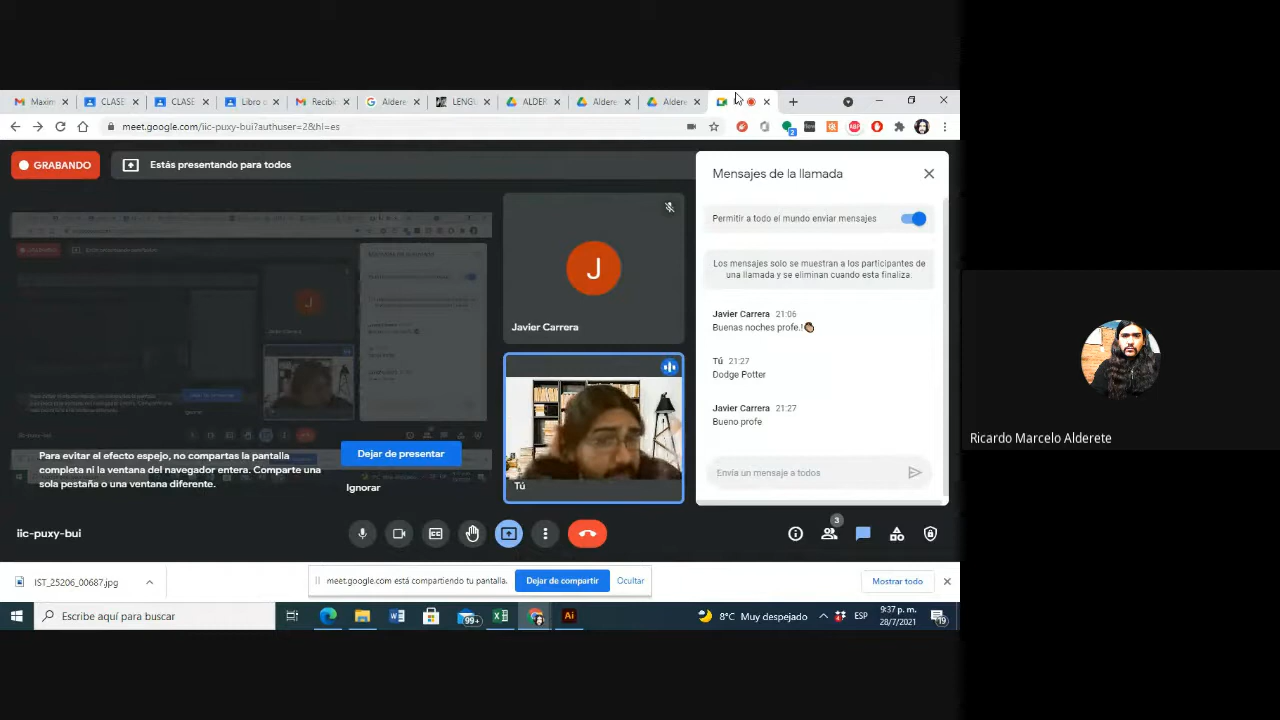 Maxim
CLASE
CLASE
Libro c
Recibi
Aldere
LENGU
ALDER
Aldere
Aldere
meet.google.com/iic-puxy-bui?authuser=2&hl=es
2
ABP
GRABANDO
Estás presentando para todos
J
Javier Carrera
Tú
Para evitar el efecto espejo, no compartas la pantalla
completa ni la ventana del navegador entera. Comparte una
sola pestaña o una ventana diferente.
Dejar de presentar
Ignorar
Mensajes de la llamada
Permitir a todo el mundo enviar mensajes
Los mensajes solo se muestran a los participantes de
una llamada y se eliminan cuando esta finaliza.
Javier Carrera 21:06
Buenas noches profe.!
Tú 21:27
Dodge Potter
Javier Carrera 21:27
Bueno profe
Envía un mensaje a todos
Ricardo Marcelo Alderete
iic-puxy-bui
3
IST_25206_00687.jpg
meet.google.com está compartiendo tu pantalla.
Dejar de compartir
Ocultar
Mostrar todo
Escribe aquí para buscar
99+
Ai
8°C Muy despejado
ESP
9:37 p. m.
28/7/2021
19